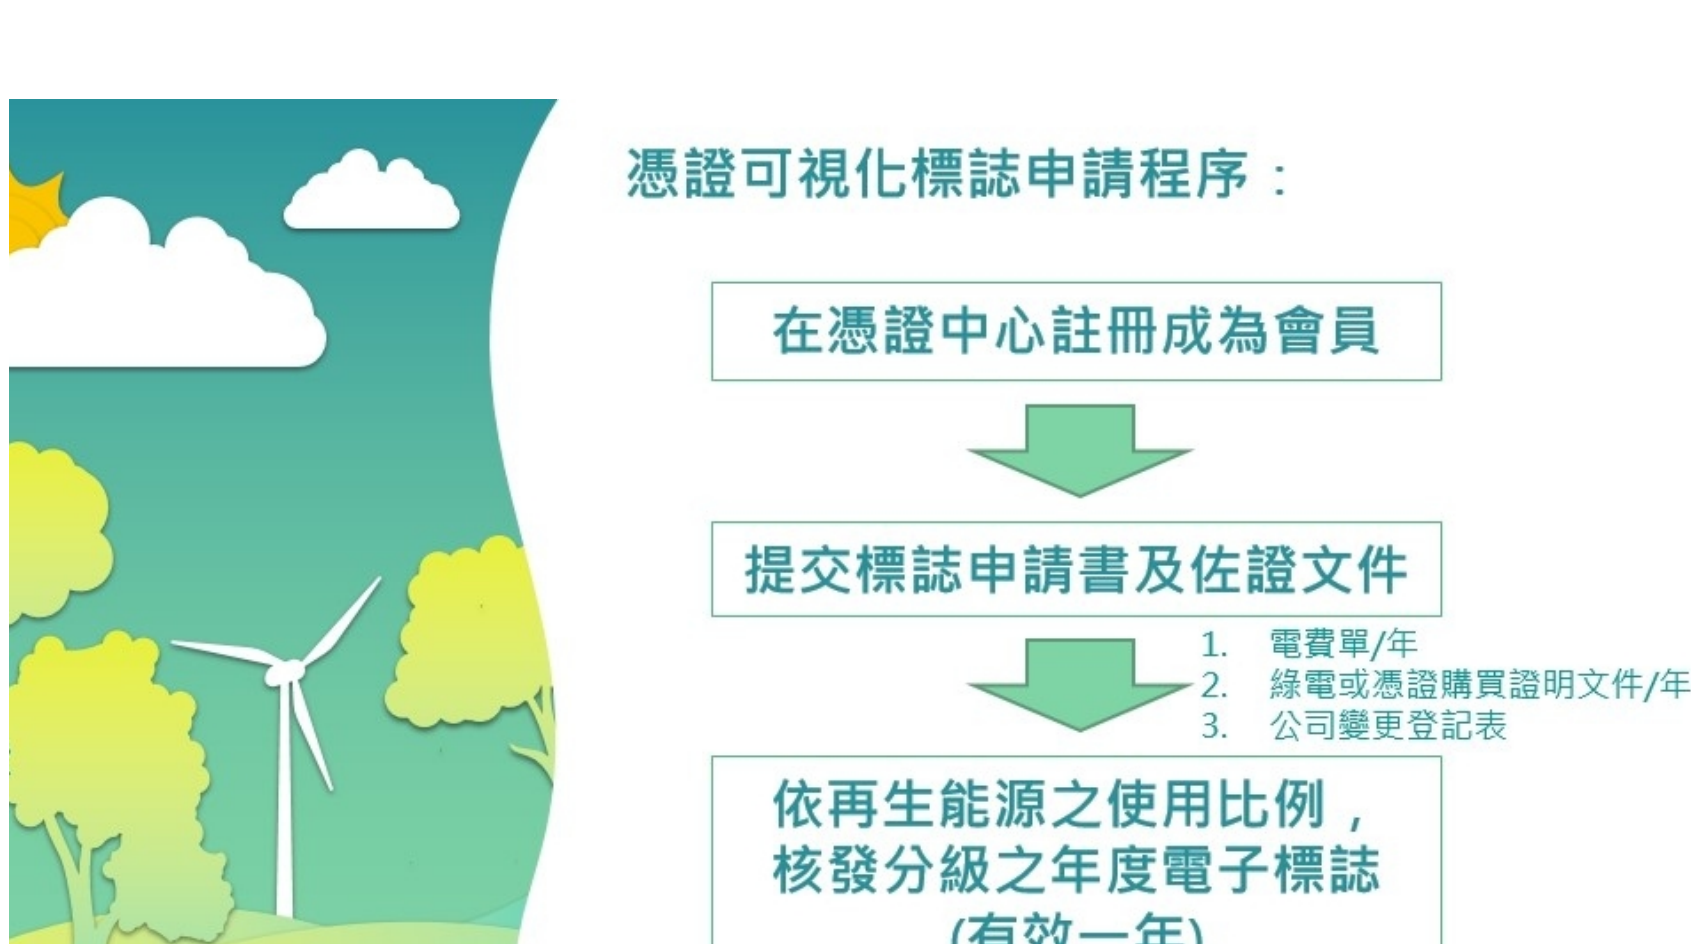 憑證可視化標誌申請程序：
在憑證中心註冊成為會員
提交標誌申請書及佐證文件
1. 電費單/年
2. 綠電或憑證購買證明文件/年
3. 公司變更登記表
依再生能源之使用比例，
核發分級之年度電子標誌
(有效一年)